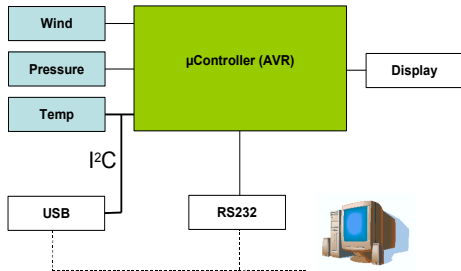 Wind
µController (AVR)
Pressure
Display
Temp
I²C
USB
RS232